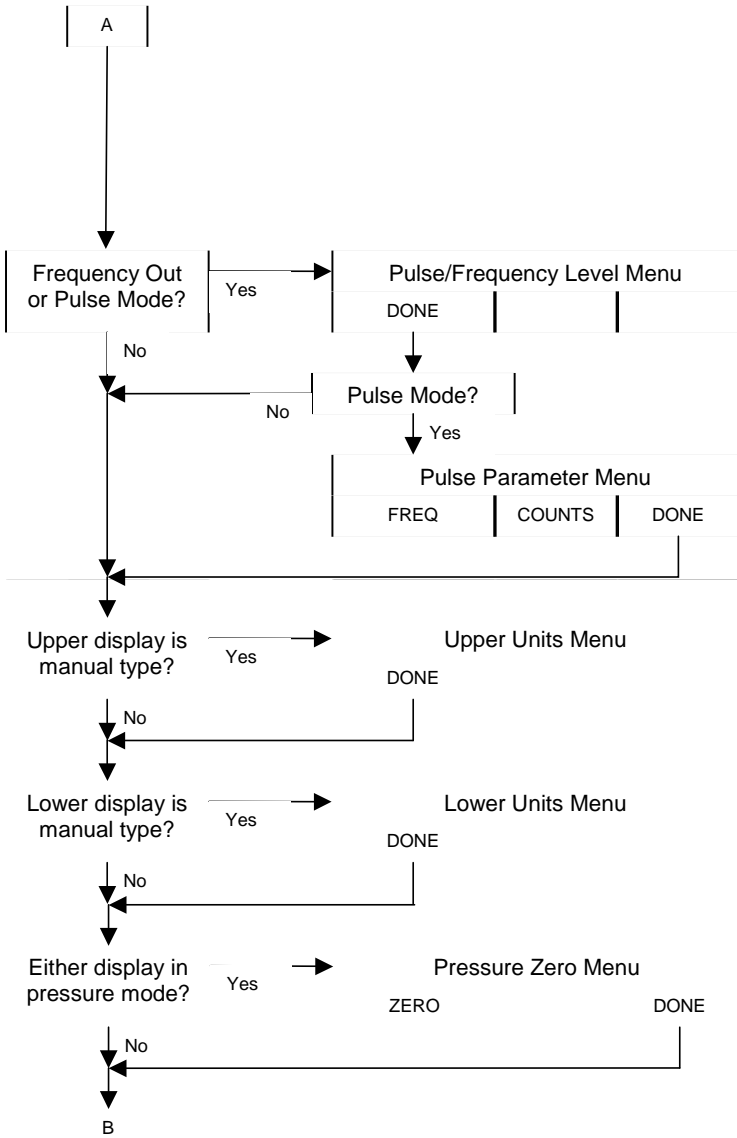 A
Frequency Out
or Pulse Mode?
Yes
Pulse/Frequency Level Menu
DONE
No
Pulse Mode?
No
Yes
Pulse Parameter Menu
FREQ
COUNTS
DONE
Upper display is
manual type?
Yes
Upper Units Menu
DONE
No
Lower display is
manual type?
Yes
Lower Units Menu
DONE
No
Either display in
pressure mode?
Yes
Pressure Zero Menu
ZERO
DONE
No
B